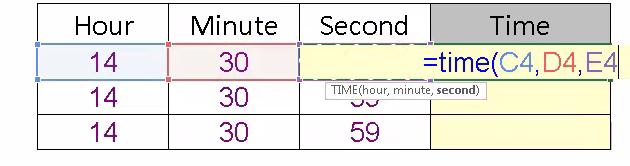 Hour Minute Second Time
14 30 =time(C4,D4,E4
TIME(hour, minute, second)
14 30
14 30 59